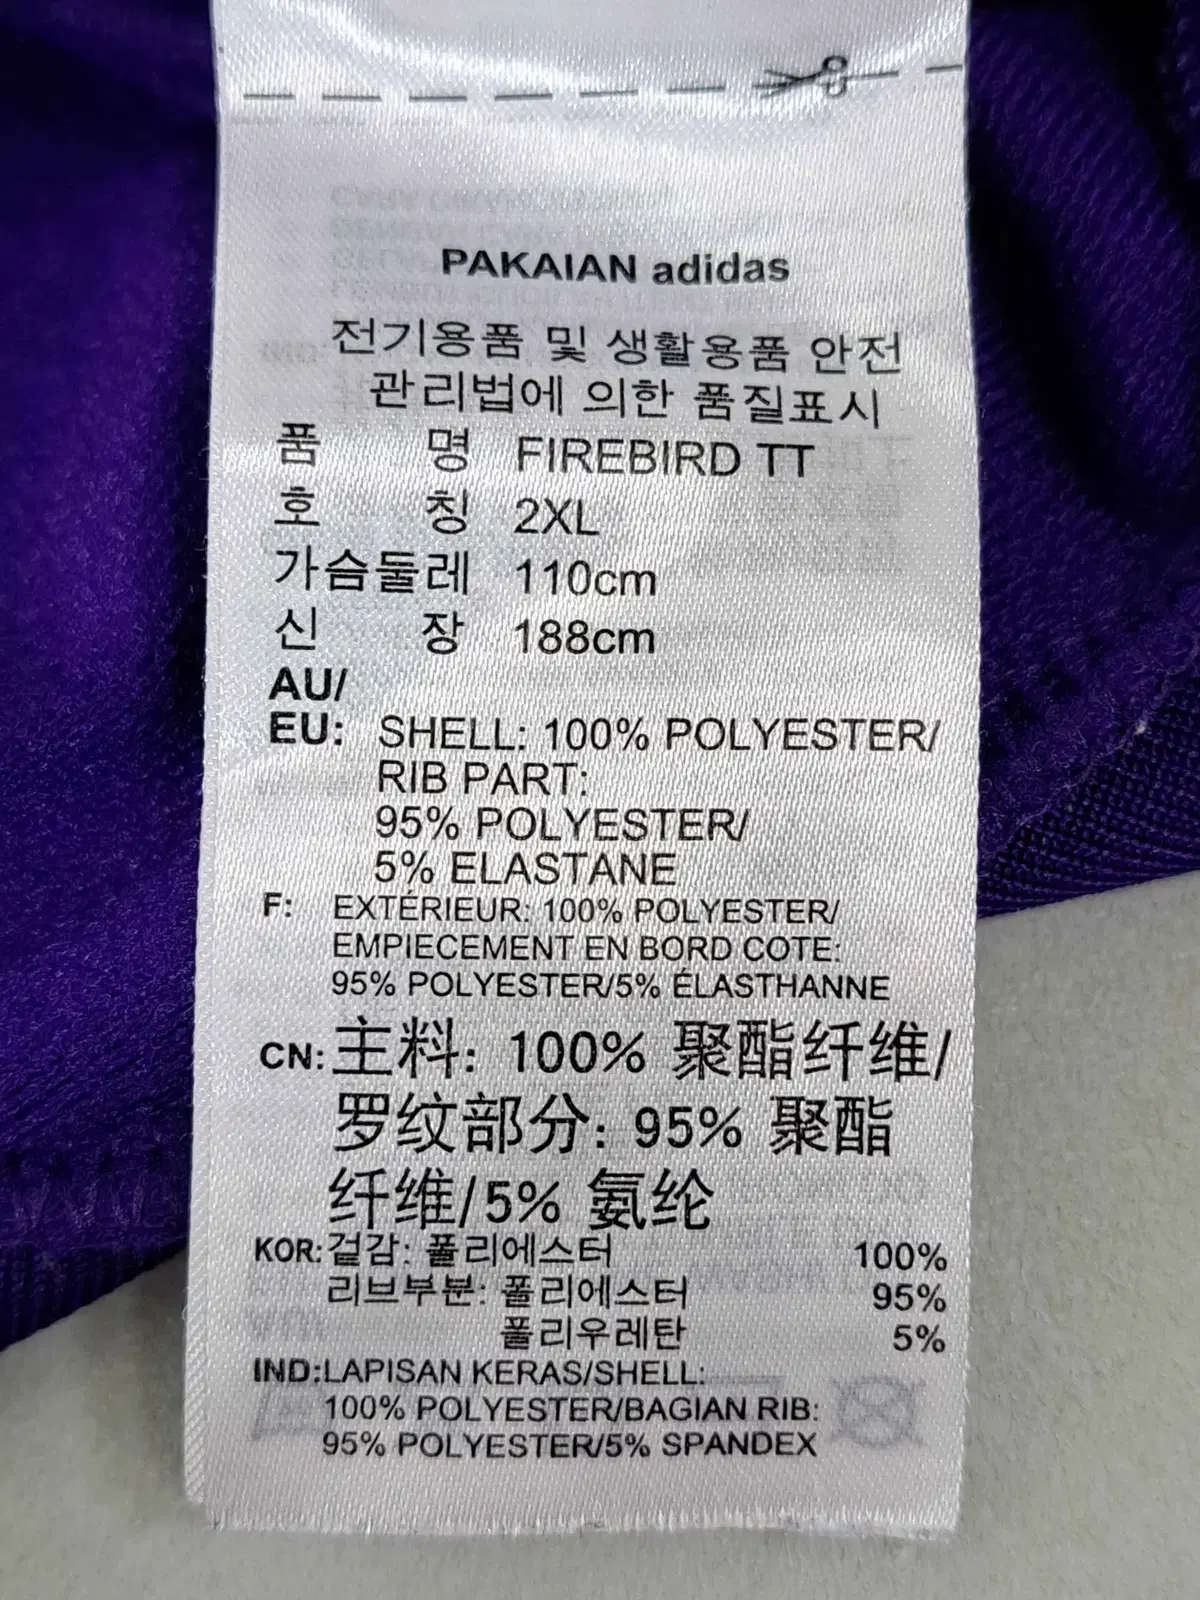 PAKAIAN adidas
전기용품 및 생활용품 안전
관리법에 의한 품질표시
품 명 FIREBIRD TT
호 칭 2XL
가슴둘레 110cm
신 장 188cm
AU/
EU: SHELL: 100% POLYESTER/
RIB PART:
95% POLYESTER/
5% ELASTANE
F: EXTÉRIEUR: 100% POLYESTER/
EMPIECEMENT EN BORD COTE:
95% POLYESTER/5% ÉLASTHANNE
CN: 主料: 100% 聚酯纤维/
罗纹部分: 95% 聚酯
纤维/5% 氨纶
KOR: 겉감: 폴리에스터 100%
리브부분: 폴리에스터 95%
폴리우레탄 5%
IND: LAPISAN KERAS/SHELL:
100% POLYESTER/BAGIAN RIB:
95% POLYESTER/5% SPANDEX